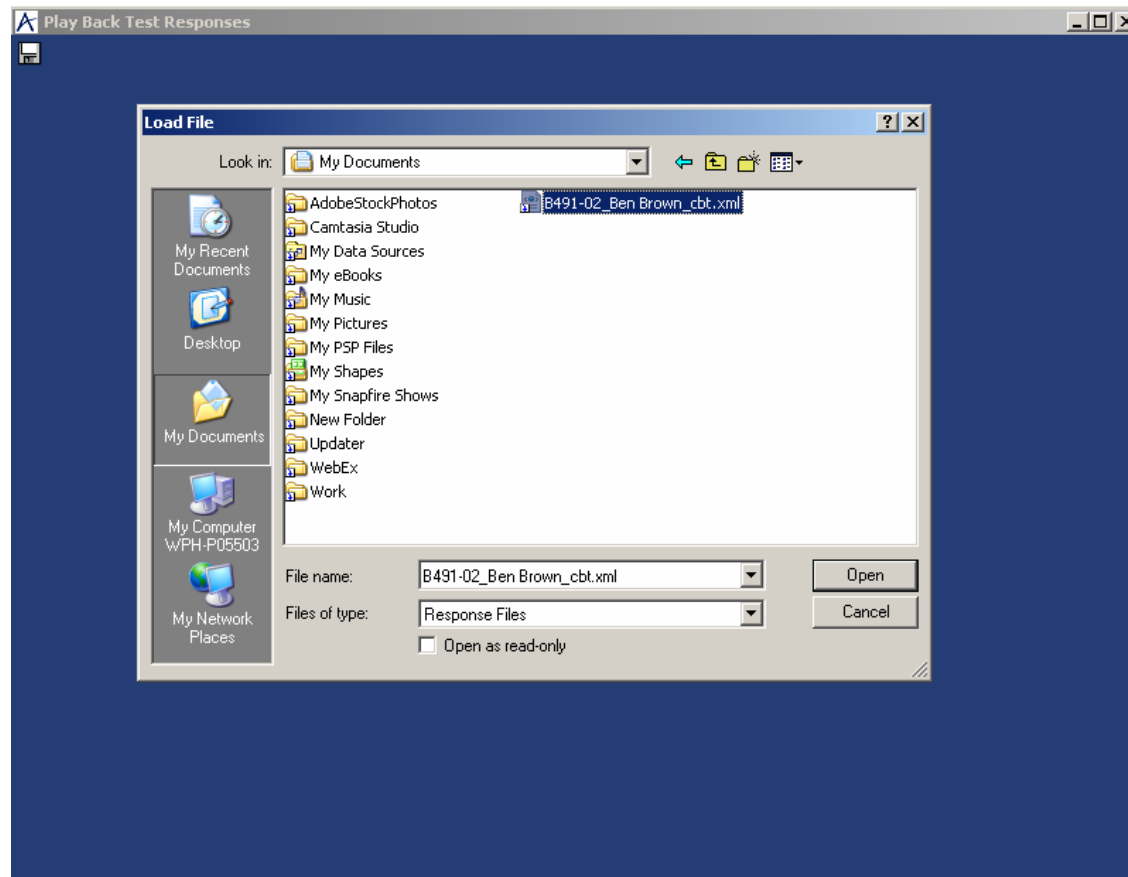 Play Back Test Responses
Load File
Look in:
My Documents
AdobeStockPhotos
Camtasia Studio
My Data Sources
My eBooks
My Music
My Pictures
My PSP Files
My Shapes
My Snapfire Shows
New Folder
Updater
WebEx
Work
B491-02_Ben Brown_cbt.xml
My Recent
Documents
Desktop
My Documents
My Computer
WPH-P05503
My Network
Places
File name:
B491-02_Ben Brown_cbt.xml
Open
Files of type:
Response Files
Cancel
Open as read-only